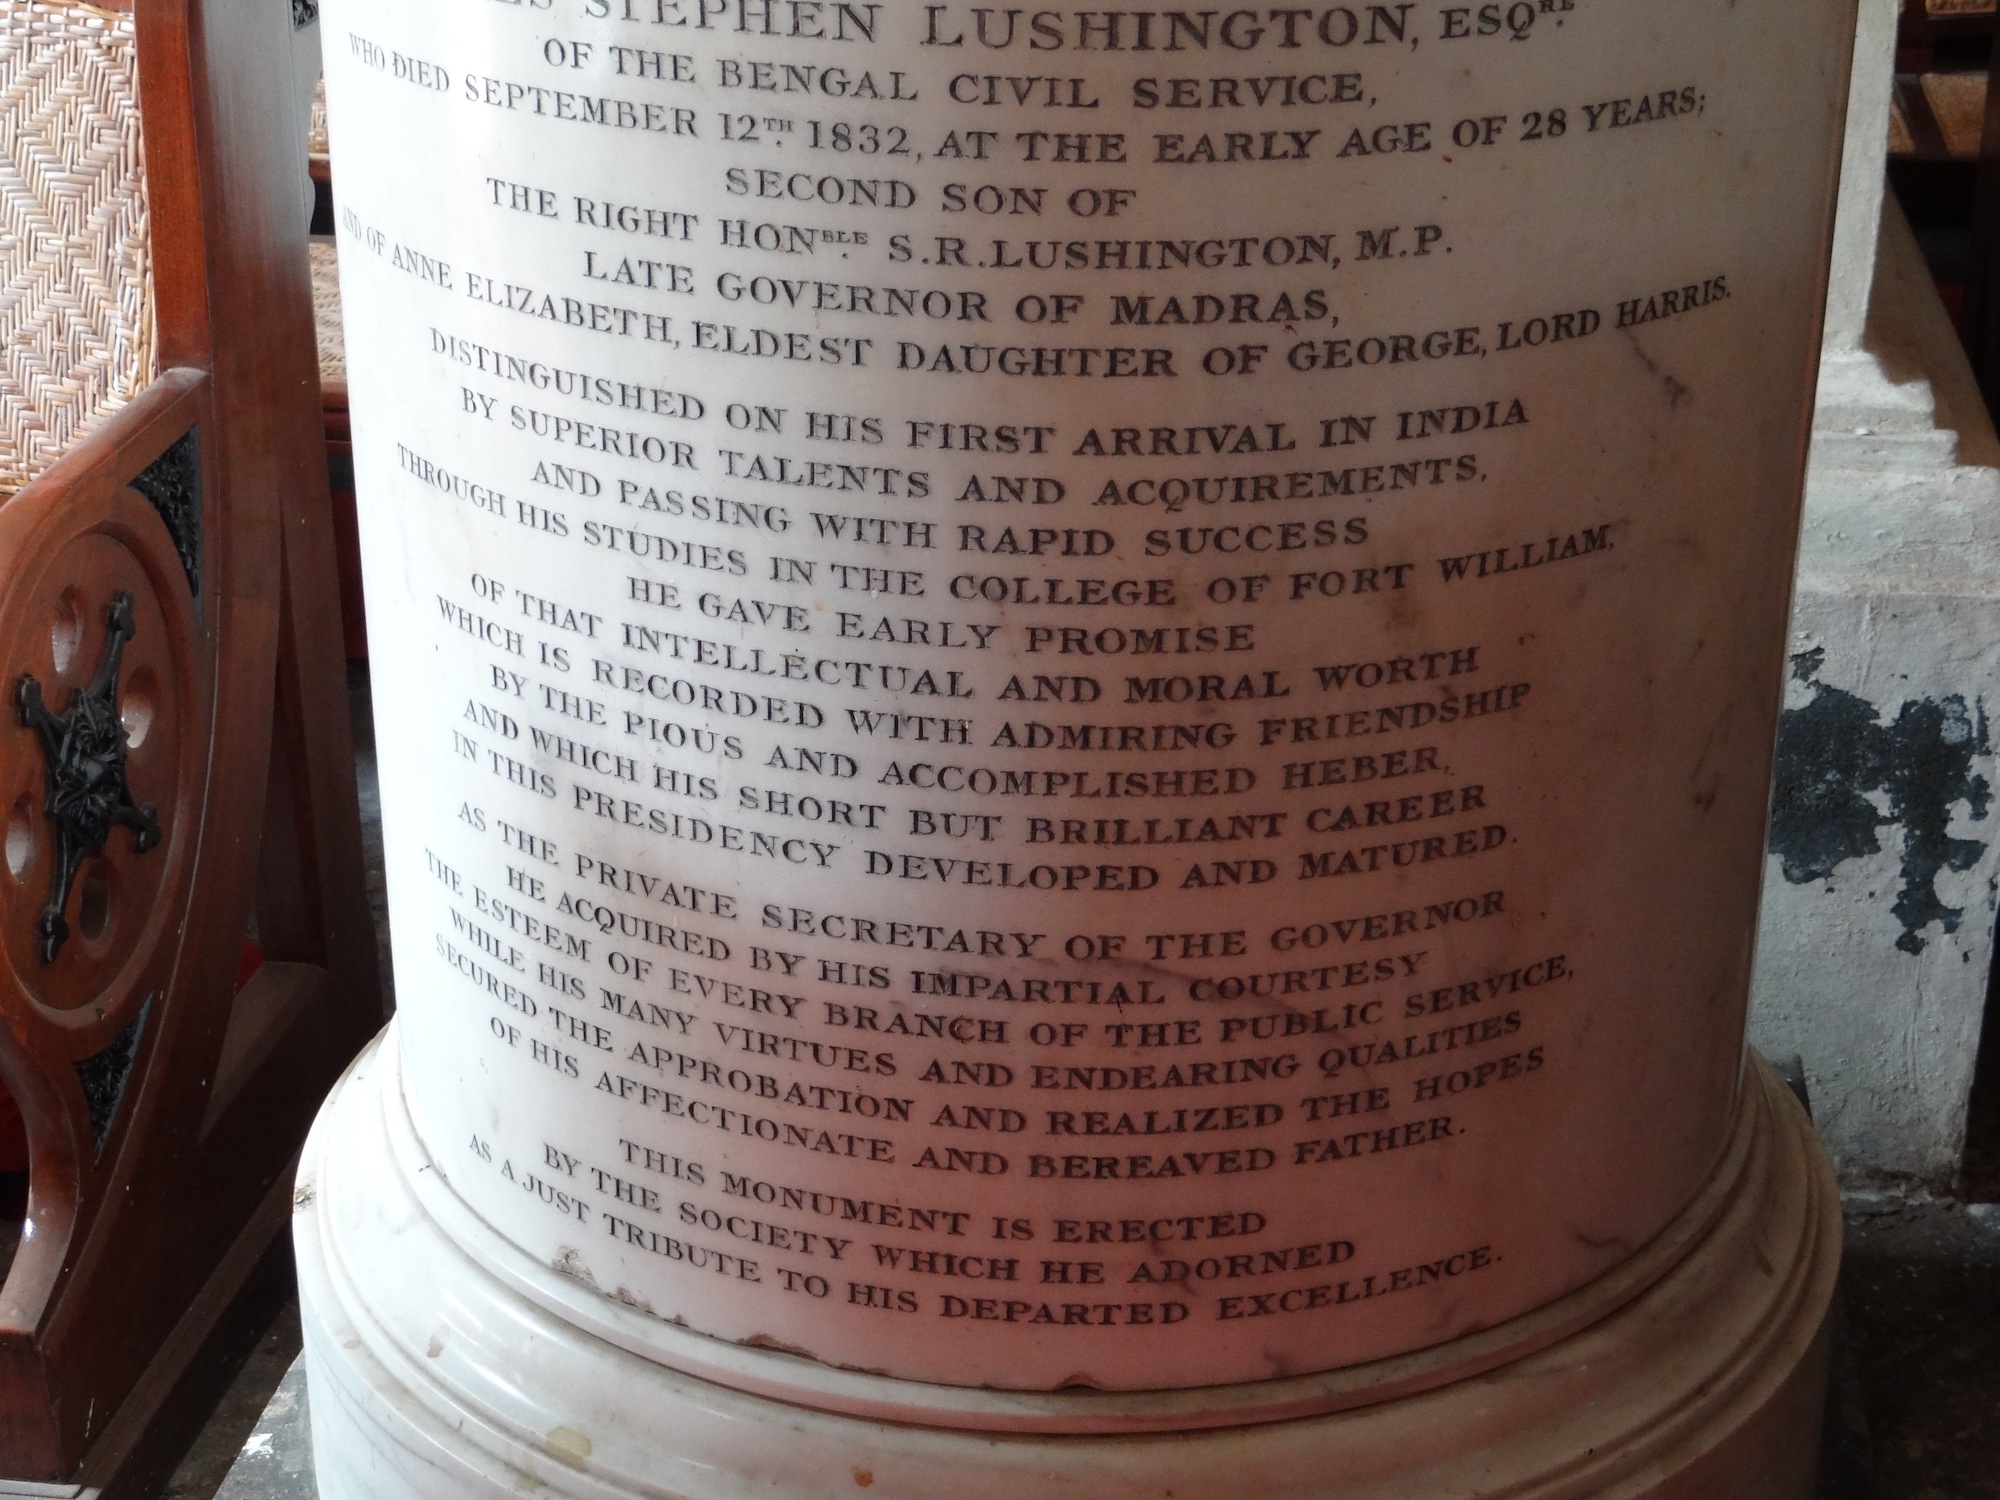 STEPHEN LUSHINGTON, ESQRE.
OF THE BENGAL CIVIL SERVICE,
WHO DIED SEPTEMBER 12TH. 1832, AT THE EARLY AGE OF 28 YEARS;
SECOND SON OF
THE RIGHT HONBLE. S.R. LUSHINGTON, M.P.
LATE GOVERNOR OF MADRAS,
AND OF ANNE ELIZABETH, ELDEST DAUGHTER OF GEORGE, LORD HARRIS.
DISTINGUISHED ON HIS FIRST ARRIVAL IN INDIA
BY SUPERIOR TALENTS AND ACQUIREMENTS,
AND PASSING WITH RAPID SUCCESS
THROUGH HIS STUDIES IN THE COLLEGE OF FORT WILLIAM,
HE GAVE EARLY PROMISE
OF THAT INTELLECTUAL AND MORAL WORTH
WHICH IS RECORDED WITH ADMIRING FRIENDSHIP
BY THE PIOUS AND ACCOMPLISHED HEBER,
AND WHICH HIS SHORT BUT BRILLIANT CAREER
IN THIS PRESIDENCY DEVELOPED AND MATURED.
AS THE PRIVATE SECRETARY OF THE GOVERNOR
HE ACQUIRED BY HIS IMPARTIAL COURTESY
THE ESTEEM OF EVERY BRANCH OF THE PUBLIC SERVICE,
WHILE HIS MANY VIRTUES AND ENDEARING QUALITIES
SECURED THE APPROBATION AND REALIZED THE HOPES
OF HIS AFFECTIONATE AND BEREAVED FATHER.
THIS MONUMENT IS ERECTED
BY THE SOCIETY WHICH HE ADORNED
AS A JUST TRIBUTE TO HIS DEPARTED EXCELLENCE.